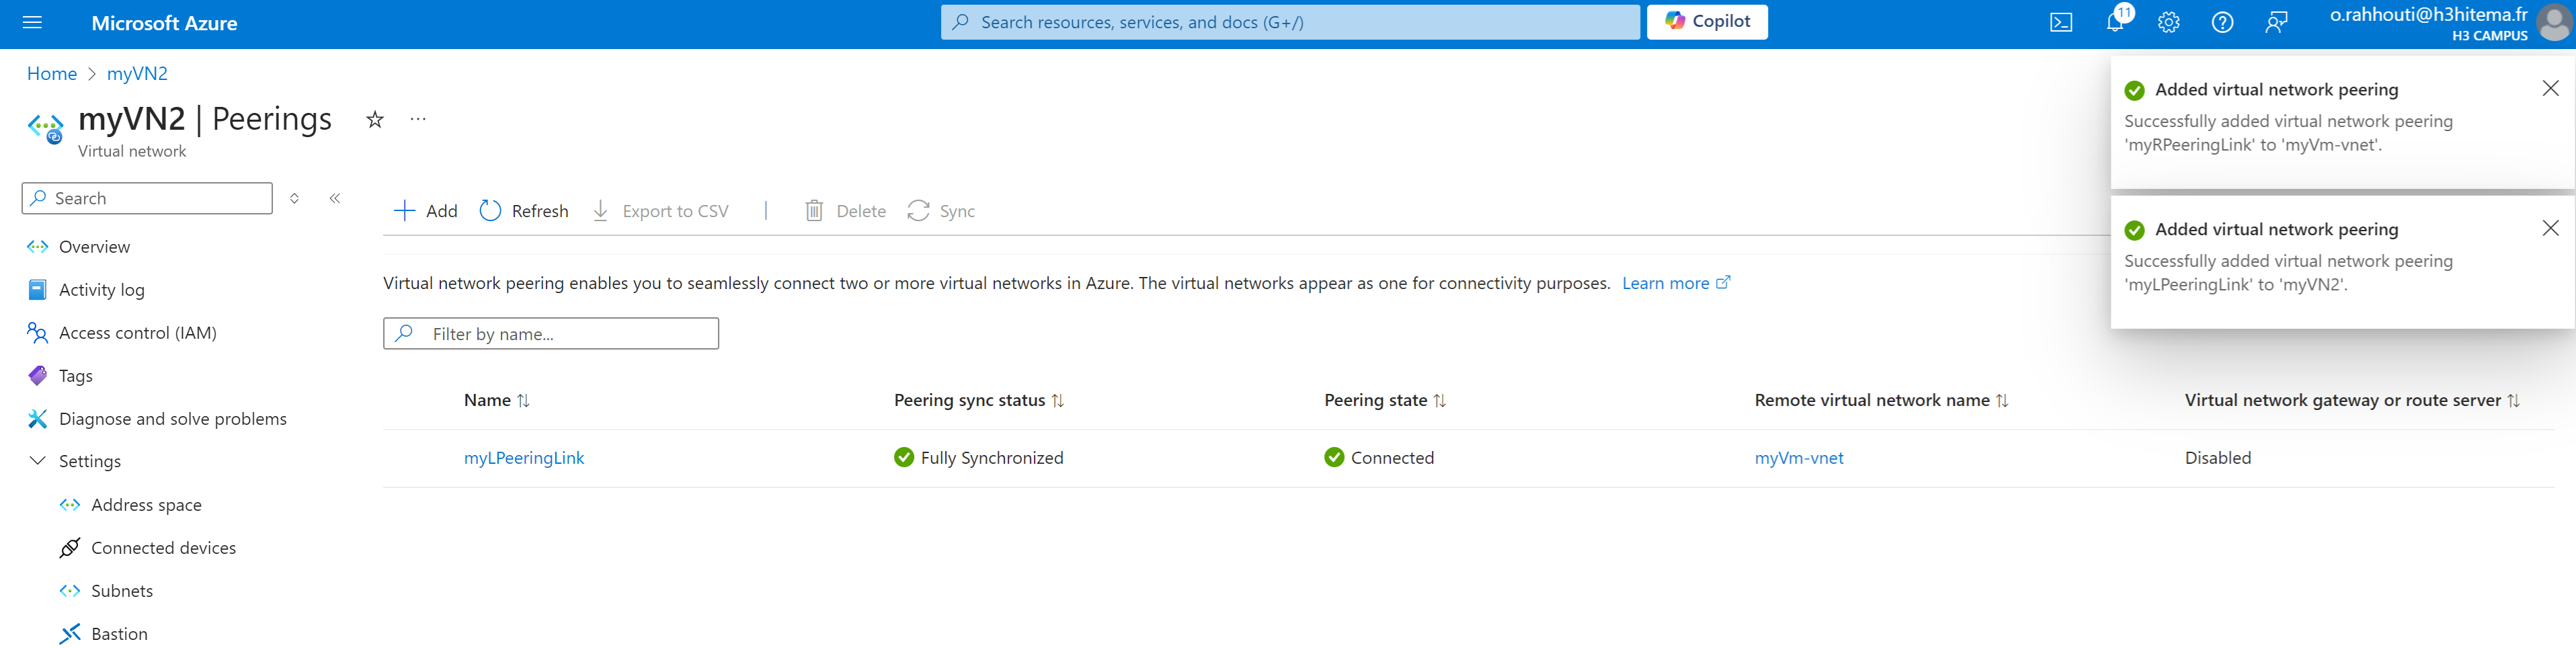 Microsoft Azure
Search resources, services, and docs (G+/)
Copilot
11
o.rahhouti@h3hitema.fr
H3 CAMPUS
Home > myVN2
myVN2 | Peerings
Virtual network
Search
Overview
Activity log
Access control (IAM)
Tags
Diagnose and solve problems
Settings
Address space
Connected devices
Subnets
Bastion
Add
Refresh
Export to CSV
Delete
Sync
Virtual network peering enables you to seamlessly connect two or more virtual networks in Azure. The virtual networks appear as one for connectivity purposes. Learn more
Filter by name...
Name Peering sync status Peering state Remote virtual network name Virtual network gateway or route server
myLPeeringLink Fully Synchronized Connected myVm-vnet Disabled
Added virtual network peering
Successfully added virtual network peering
'myRPeeringLink' to 'myVm-vnet'.
Added virtual network peering
Successfully added virtual network peering
'myLPeeringLink' to 'myVN2'.